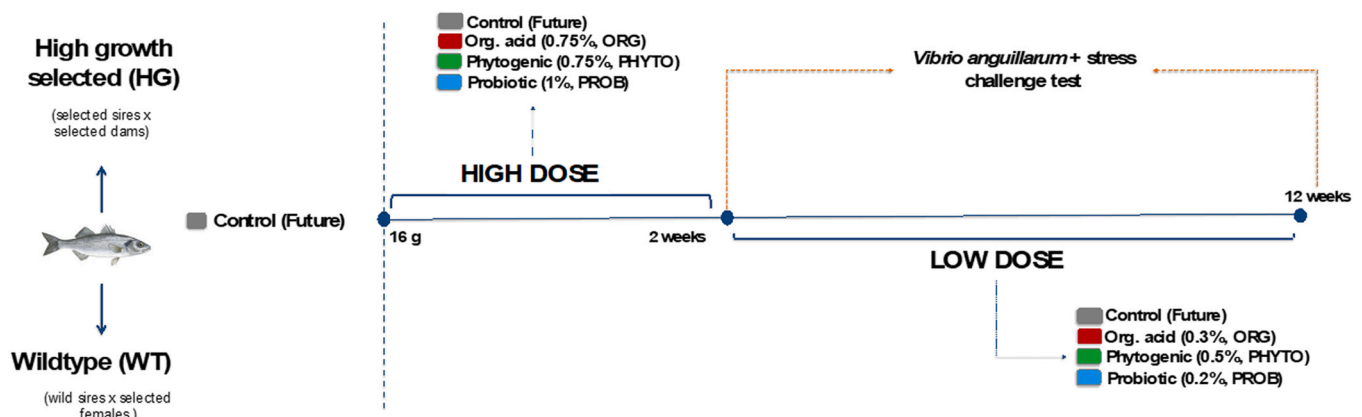 High growth
selected (HG)
(selected sires x
selected dams)
Wildtype (WT)
(wild sires x selected
females )
Control (Future)
16 g
Control (Future)
Org. acid (0.75%, ORG)
Phytogenic (0.75%, PHYTO)
Probiotic (1%, PROB)
HIGH DOSE
2 weeks
Vibrio anguillarum + stress
challenge test
12 weeks
LOW DOSE
Control (Future)
Org. acid (0.3%, ORG)
Phytogenic (0.5%, PHYTO)
Probiotic (0.2%, PROB)